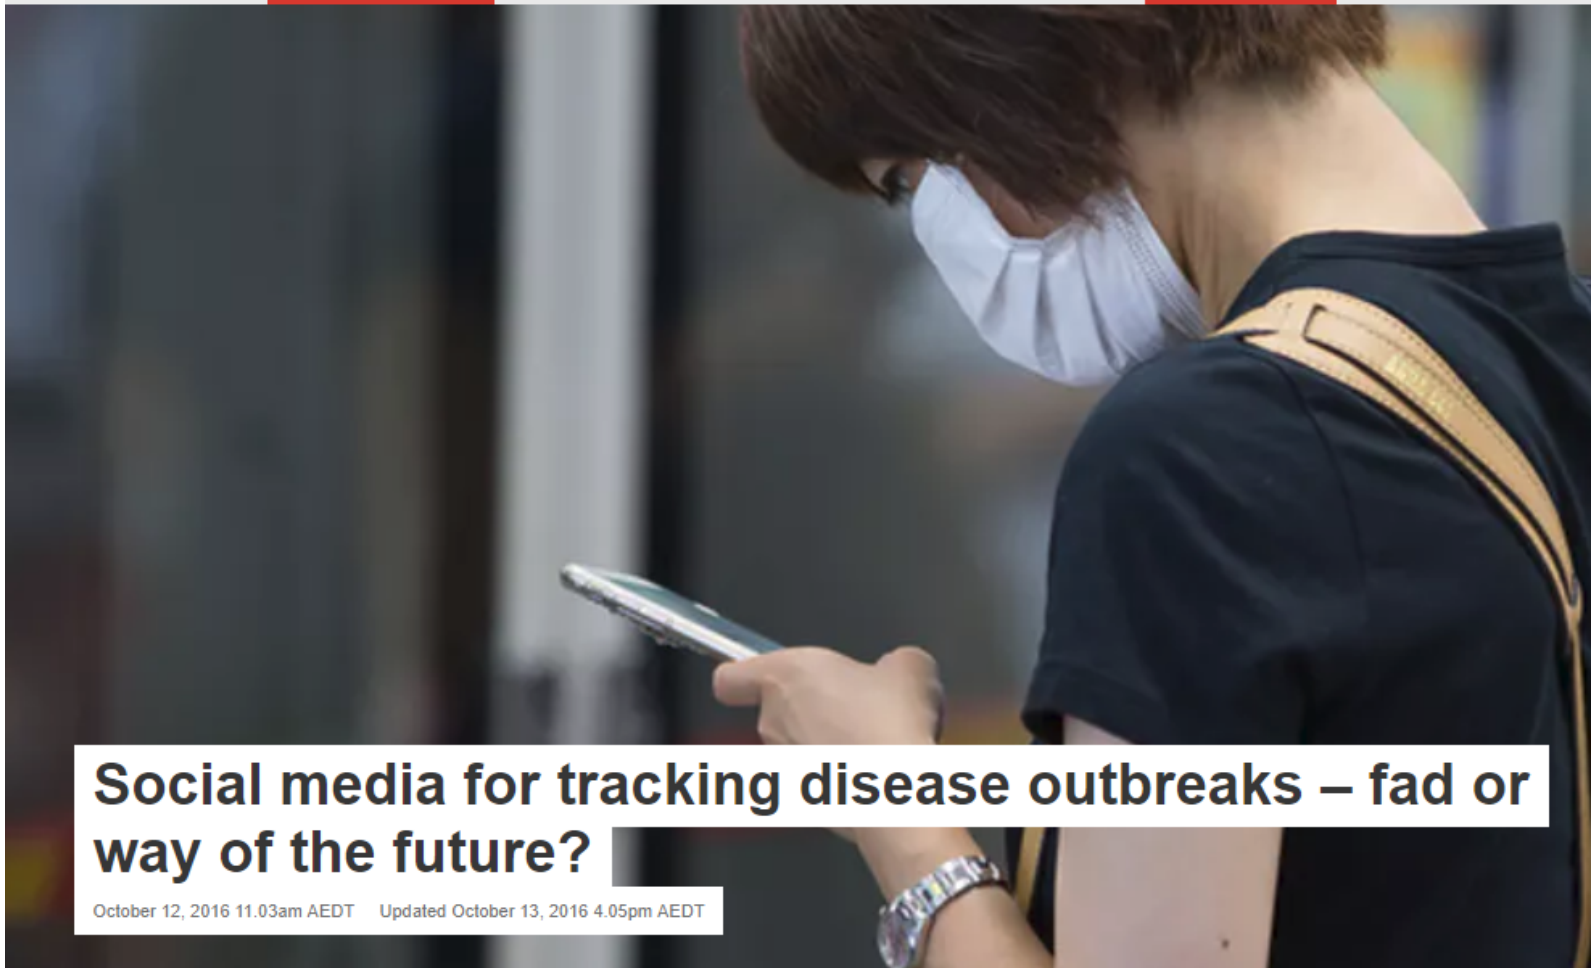 Social media for tracking disease outbreaks – fad or
way of the future?
October 12, 2016 11.03am AEDT Updated October 13, 2016 4.05pm AEDT